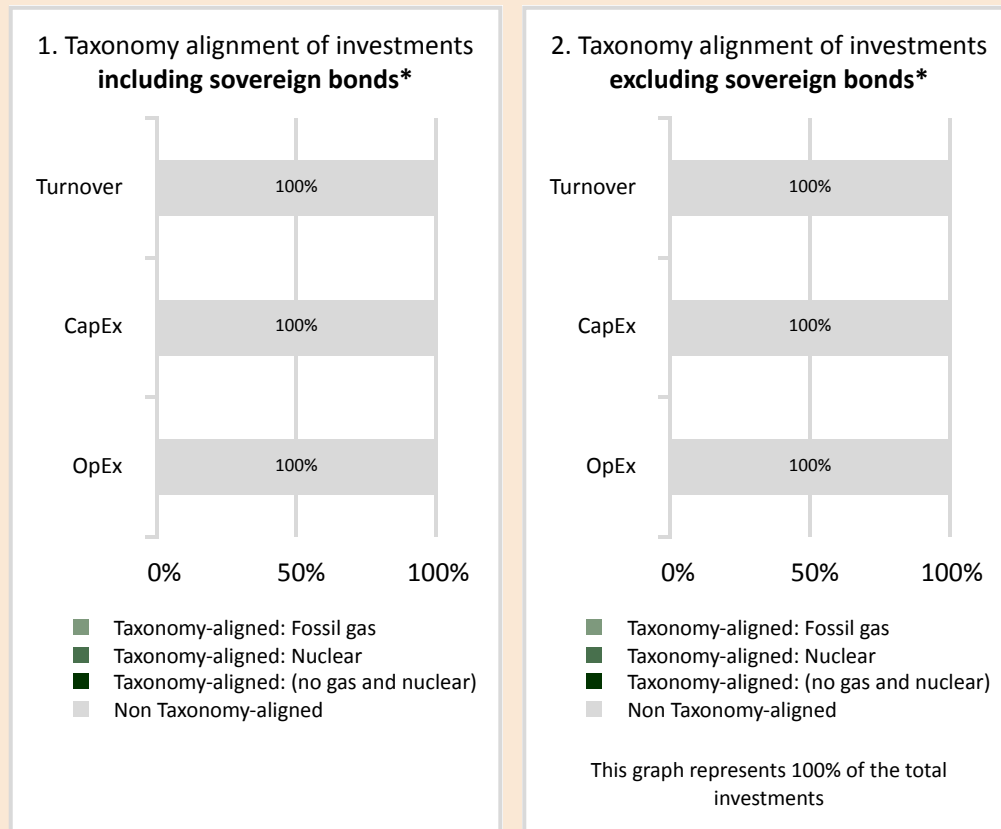 1. Taxonomy alignment of investments
including sovereign bonds*
Turnover
100%
CapEx
100%
OpEx
100%
0%
50%
100%
Taxonomy-aligned: Fossil gas
Taxonomy-aligned: Nuclear
Taxonomy-aligned: (no gas and nuclear)
Non Taxonomy-aligned
2. Taxonomy alignment of investments
excluding sovereign bonds*
Turnover
100%
CapEx
100%
OpEx
100%
0%
50%
100%
Taxonomy-aligned: Fossil gas
Taxonomy-aligned: Nuclear
Taxonomy-aligned: (no gas and nuclear)
Non Taxonomy-aligned
This graph represents 100% of the total
investments